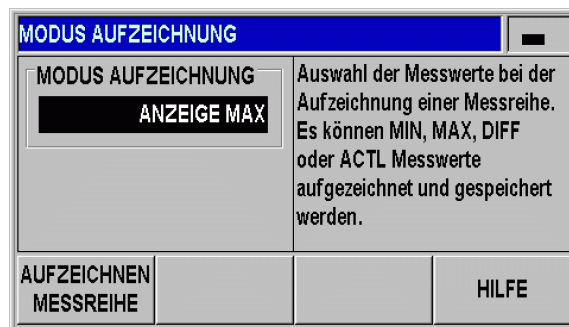 MODUS AUFZEICHNUNG
MODUS AUFZEICHNUNG
ANZEIGE MAX
Auswahl der Messwerte bei der
Aufzeichnung einer Messreihe.
Es können MIN, MAX, DIFF
oder ACTL Messwerte
aufgezeichnet und gespeichert
werden.
AUFZEICHNEN
MESSREIHE
HILFE